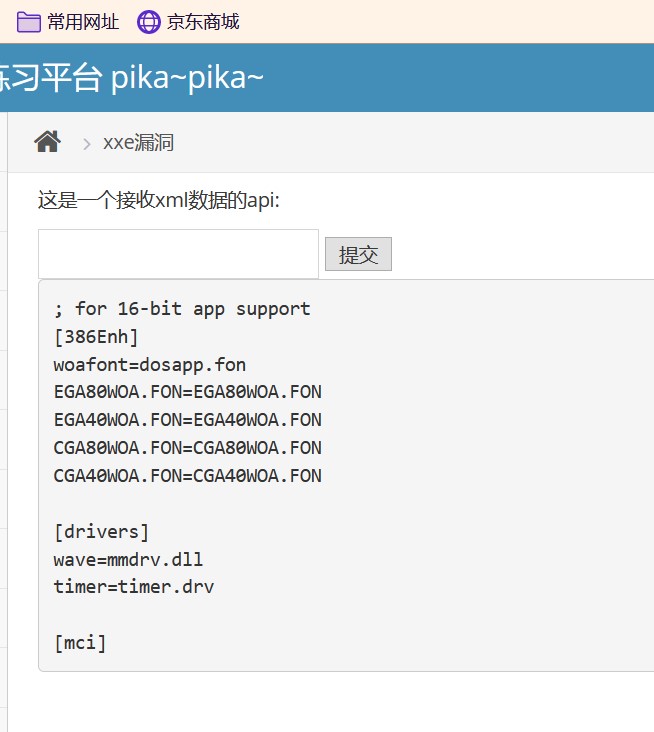 常用网址 京东商城
练习平台 pika~pika~
xxe漏洞
这是一个接收xml数据的api:
提交
; for 16-bit app support
[386Enh]
woafont=dosapp.fon
EGA80WOA.FON=EGA80WOA.FON
EGA40WOA.FON=EGA40WOA.FON
CGA80WOA.FON=CGA80WOA.FON
CGA40WOA.FON=CGA40WOA.FON
[drivers]
wave=mmdrv.dll
timer=timer.drv
[mci]